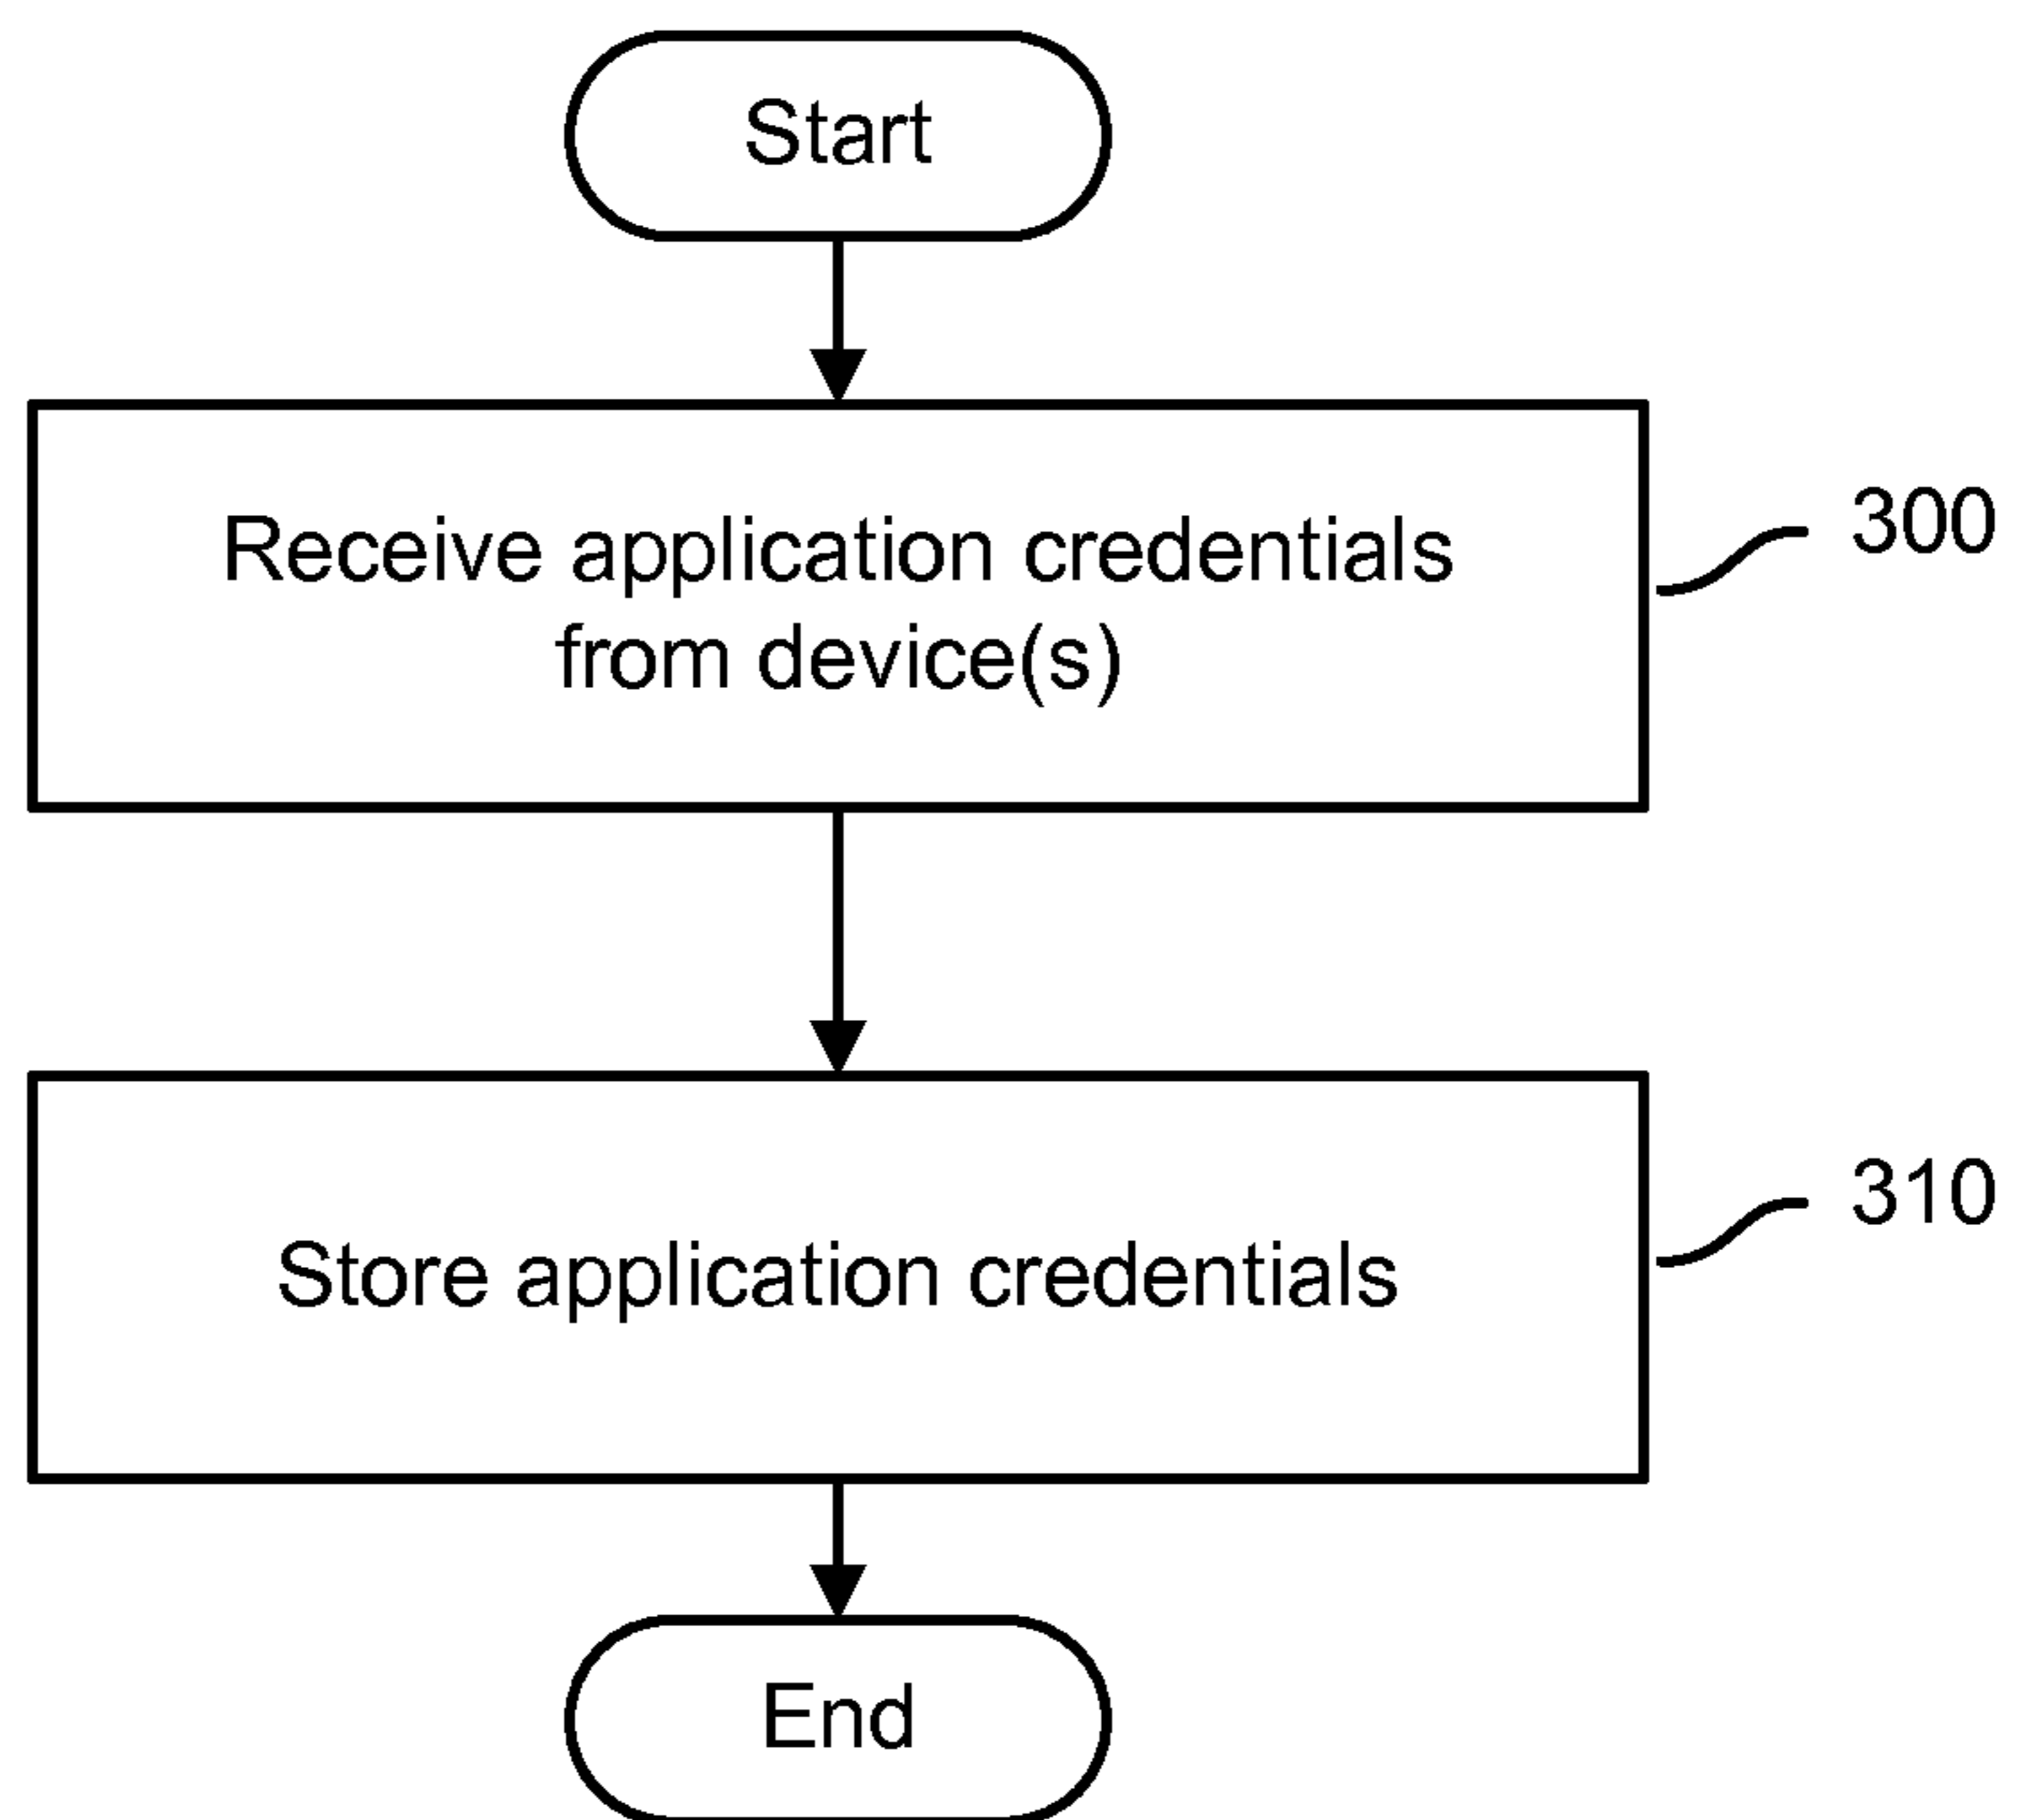 Start
Receive application credentials
from device(s)
300
Store application credentials
310
End